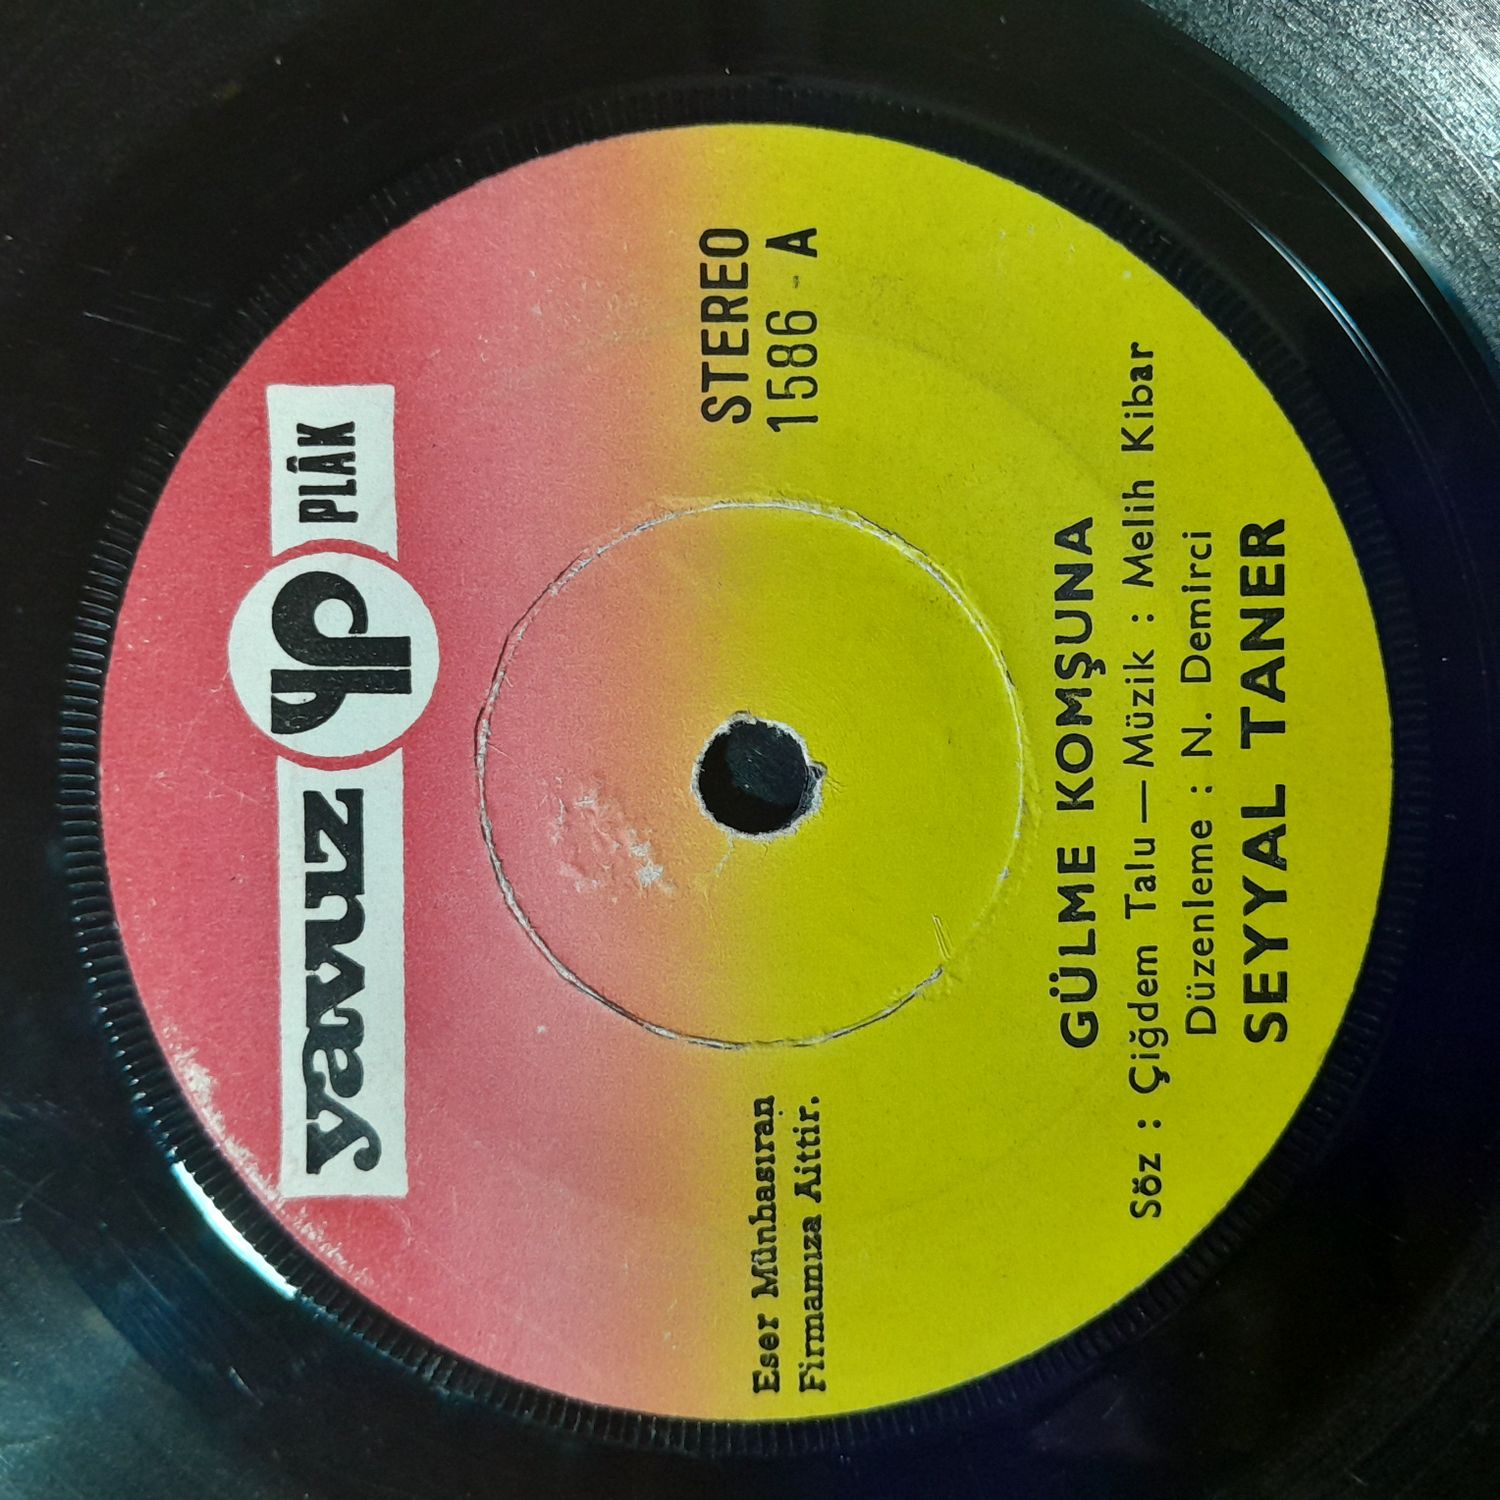 yavuz YP PLÂK
STEREO
1586 - A
Eser Münhasıran
Firmamıza Aittir.
GÜLME KOMŞUNA
Söz : Çiğdem Talu — Müzik : Melih Kibar
Düzenleme : N. Demirci
SEYYAL TANER